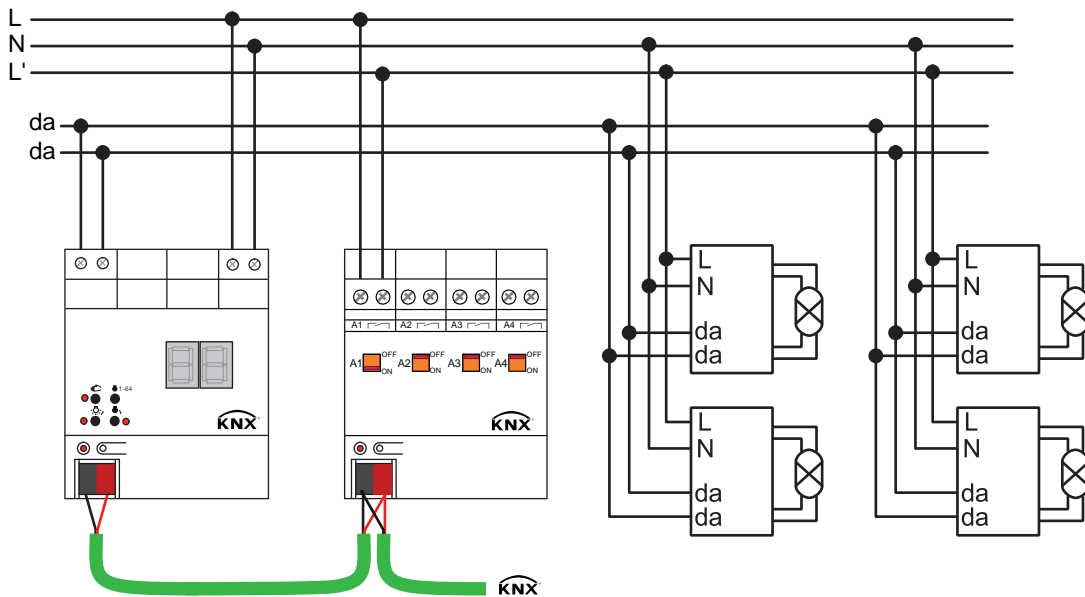 L
N
L'
da
da
A1 A2 A3 A4
A1 OFF ON A2 OFF ON A3 OFF ON A4 OFF ON
1-64
KNX
KNX
L
N
da
da
L
N
da
da
L
N
da
da
L
N
da
da
KNX